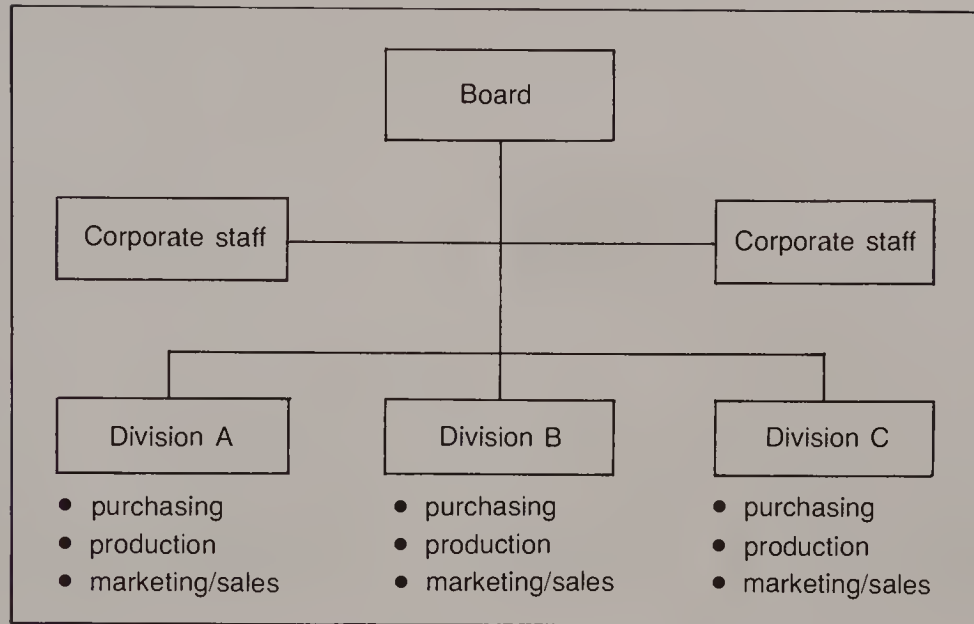 Board
Corporate staff
Corporate staff
Division A
• purchasing
• production
• marketing/sales
Division B
• purchasing
• production
• marketing/sales
Division C
• purchasing
• production
• marketing/sales